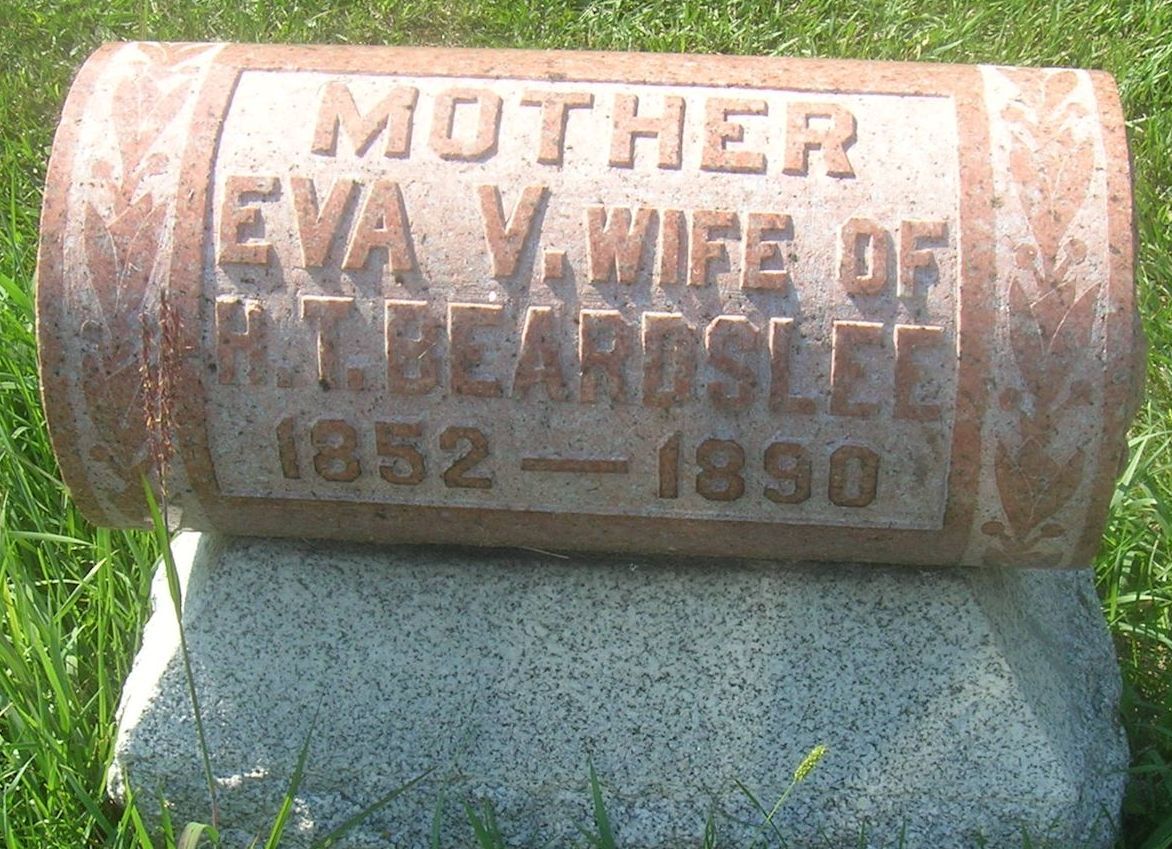 MOTHER
EVA V. WIFE OF
H. T. BEARDSLEE
1852 — 1890